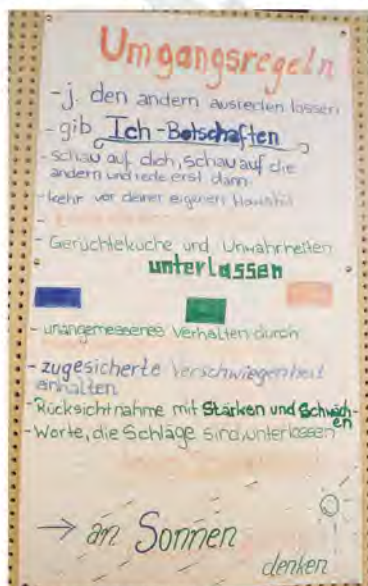 Umgangsregeln
- j. den andern ausreden lassen
- gib Ich-Botschaften
- schau auf dich, schau auf die
andern und rede erst dann
- kehr vor deiner eigenen Haustür
-
- Gerüchteküche und Unwahrheiten
unterlassen
- unangemessenes Verhalten durch
- zugesicherte Verschwiegenheit
einhalten
- Rücksichtnahme mit Stärken und Schwäch-
en
- Worte, die Schläge sind, unterlassen
→ an Sonnen
denken